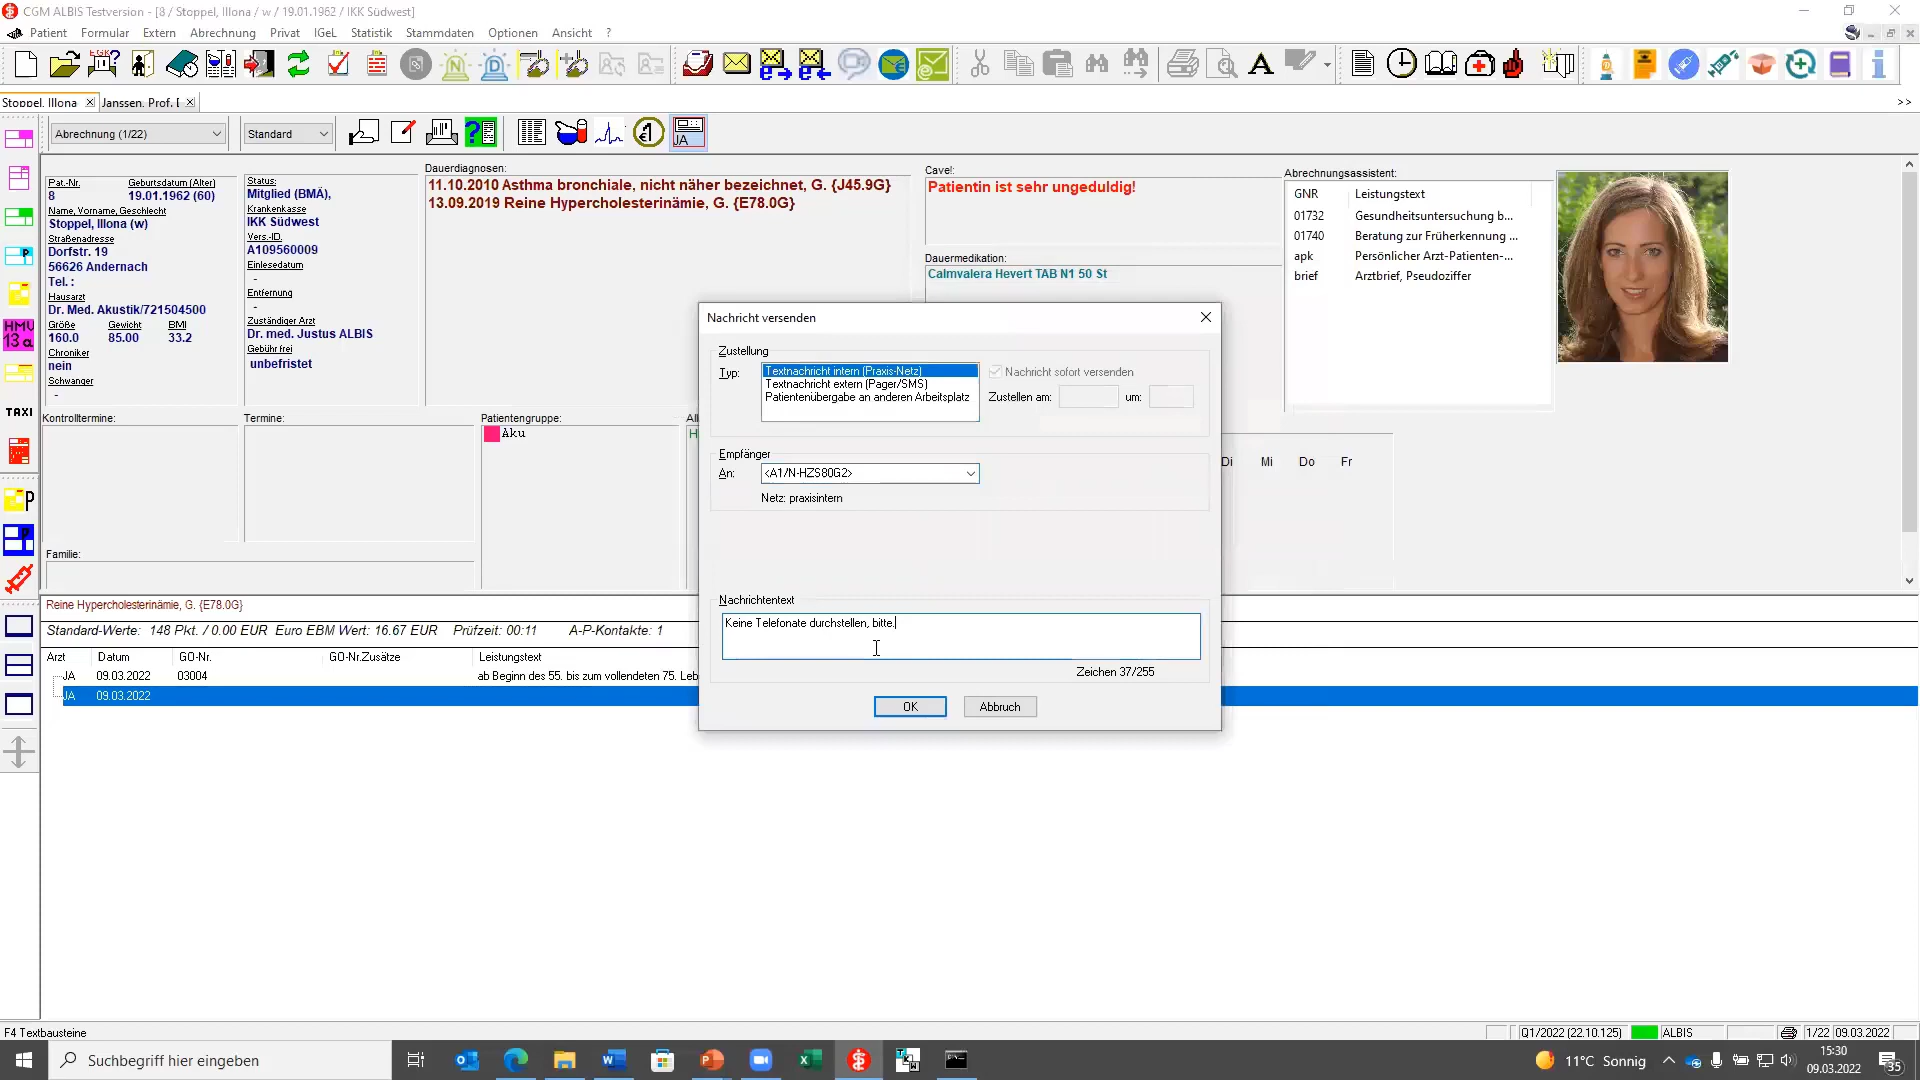 CGM ALBIS Testversion - [8 / Stoppel, Illona / w / 19.01.1962 / IKK Südwest]
Patient Formular Extern Abrechnung Privat IGeL Statistik Stammdaten Optionen Ansicht ?
Stoppel, Illona Janssen, Prof. I >>
Abrechnung (1/22) Standard JA
Pat.-Nr. Geburtsdatum (Alter)
8 19.01.1962 (60)
Name, Vorname, Geschlecht
Stoppel, Illona (w)
Straßenadresse
Dorfstr. 19
56626 Andernach
Tel. :
Hausarzt
Dr. Med. Akustik/721504500
Größe Gewicht BMI
160.0 85.00 33.2
Chroniker
nein
Schwanger
-
Status:
Mitglied (BMÄ),
Krankenkasse
IKK Südwest
Vers.-ID.
A109560009
Einlesedatum
-
Entfernung
-
Zuständiger Arzt
Dr. med. Justus ALBIS
Gebühr frei
unbefristet
Dauerdiagnosen:
11.10.2010 Asthma bronchiale, nicht näher bezeichnet, G. {J45.9G}
13.09.2019 Reine Hypercholesterinämie, G. {E78.0G}
Cavel:
Patientin ist sehr ungeduldig!
Dauermedikation:
Calmvalera Hevert TAB N1 50 St
Abrechnungsassistent:
GNR Leistungstext
01732 Gesundheitsuntersuchung b...
01740 Beratung zur Früherkennung ...
apk Persönlicher Arzt-Patienten-...
brief Arztbrief, Pseudoziffer
HMV
13a
TAXI
P
P
Kontrolltermine: Termine: Patientengruppe: All
Aku H
Di Mi Do Fr
Familie:
Nachricht versenden
Zustellung
Typ: Textnachricht intern (Praxis-Netz)
Textnachricht extern (Pager/SMS)
Patientenübergabe an anderen Arbeitsplatz
Nachricht sofort versenden
Zustellen am: um:
Empfänger
An: <A1/N-HZS80G2>
Netz: praxisintern
Nachrichtentext
Keine Telefonate durchstellen, bitte.
Zeichen 37/255
OK Abbruch
Reine Hypercholesterinämie, G. {E78.0G}
Standard-Werte: 148 Pkt. / 0.00 EUR Euro EBM Wert: 16.67 EUR Prüfzeit: 00:11 A-P-Kontakte: 1
Arzt Datum GO-Nr. GO-Nr.Zusätze Leistungstext
JA 09.03.2022 03004 ab Beginn des 55. bis zum vollendeten 75. Leb
JA 09.03.2022
F4 Textbausteine Q1/2022 (22.10.125) ALBIS 1/22 09.03.2022
Suchbegriff hier eingeben 11°C Sonnig 15:30
09.03.2022
35